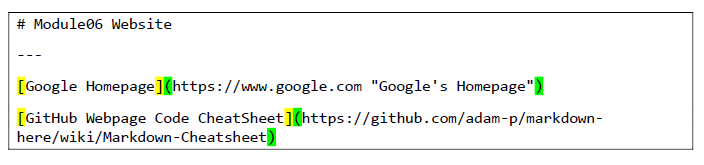 # Module06 Website
---
[Google Homepage](https://www.google.com "Google's Homepage")
[GitHub Webpage Code CheatSheet](https://github.com/adam-p/markdown-
here/wiki/Markdown-Cheatsheet)